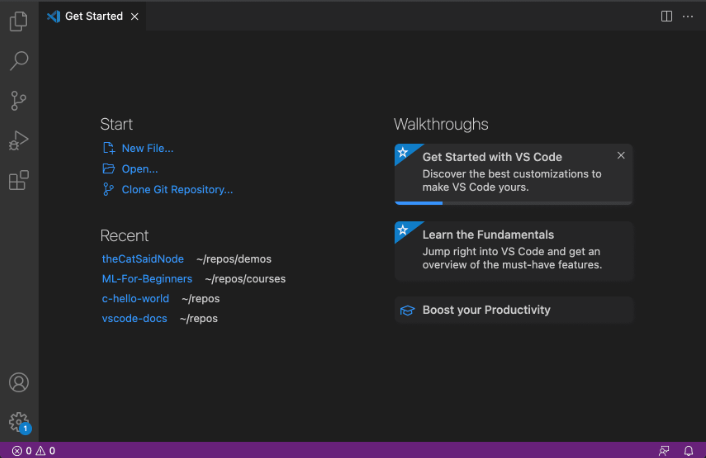 Get Started
Start
New File...
Open...
Clone Git Repository...
Recent
theCatSaidNode ~/repos/demos
ML-For-Beginners ~/repos/courses
c-hello-world ~/repos
vscode-docs ~/repos
Walkthroughs
Get Started with VS Code
Discover the best customizations to
make VS Code yours.
Learn the Fundamentals
Jump right into VS Code and get an
overview of the must-have features.
Boost your Productivity
1
0 0